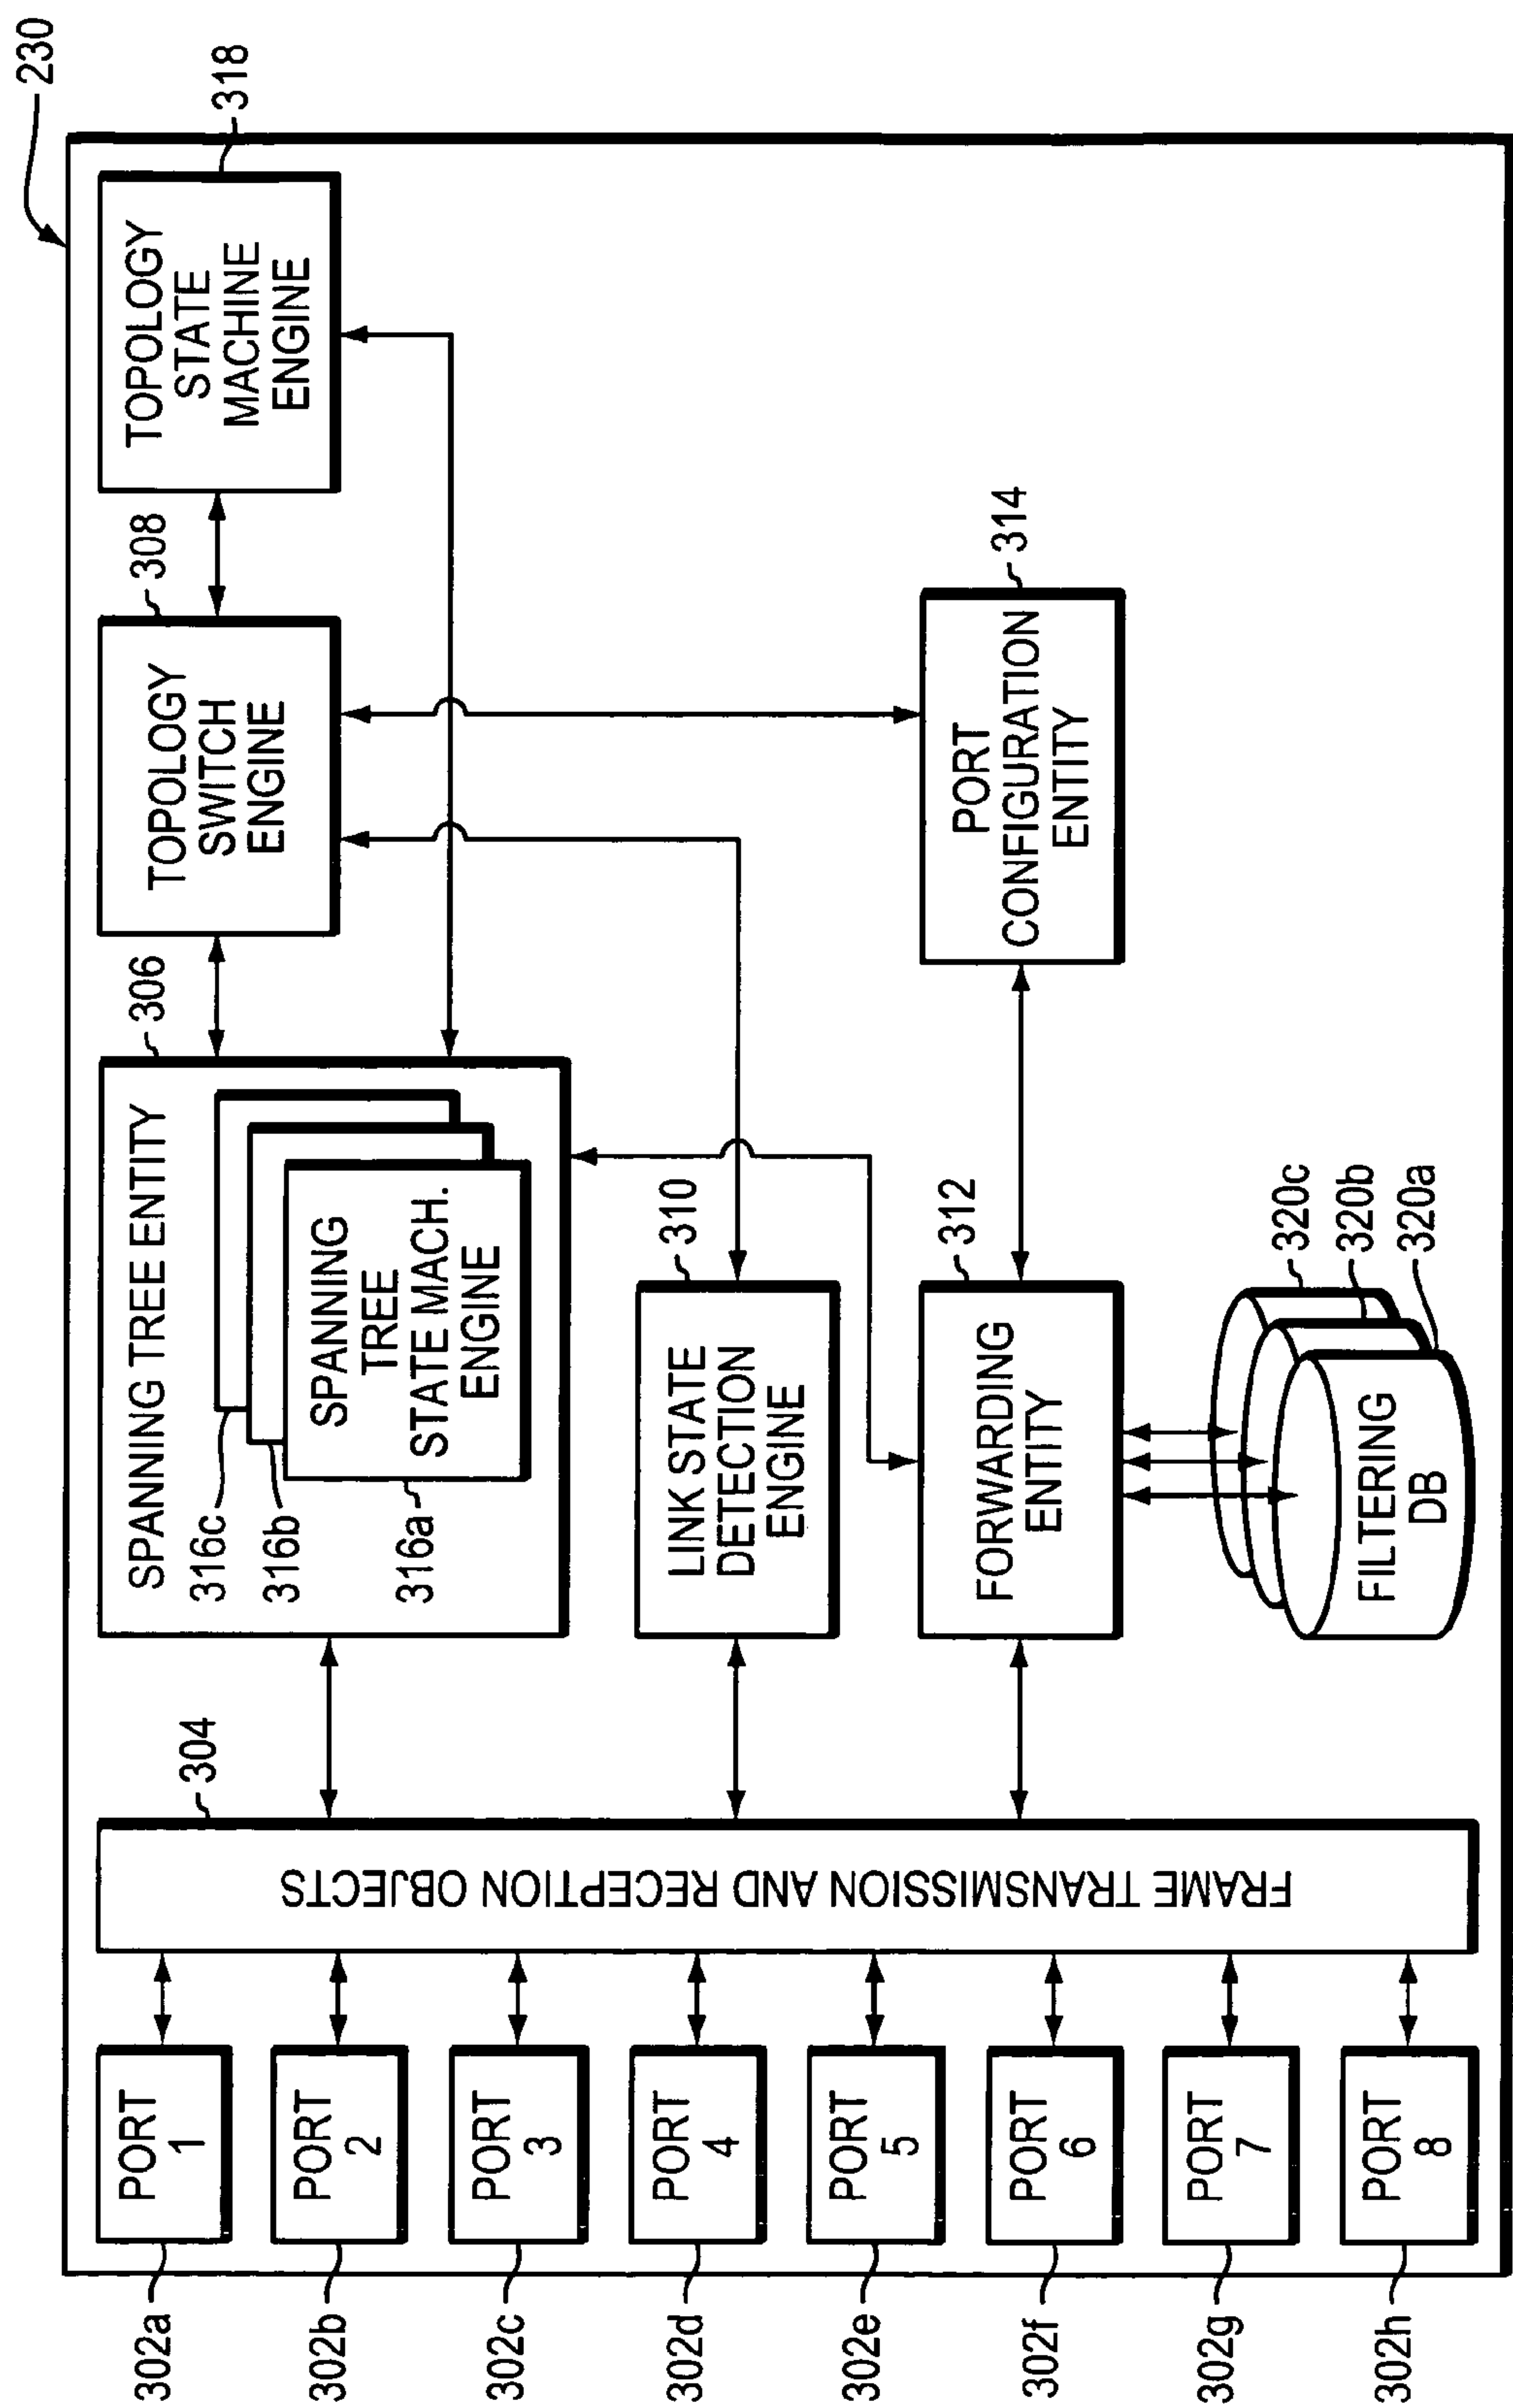 230
318
TOPOLOGY
STATE
MACHINE
ENGINE
308
TOPOLOGY
SWITCH
ENGINE
306
SPANNING TREE ENTITY
316c
316b
316a
SPANNING
TREE
STATE MACH.
ENGINE
304
FRAME TRANSMISSION AND RECEPTION OBJECTS
310
LINK STATE
DETECTION
ENGINE
312
FORWARDING
ENTITY
314
PORT
CONFIGURATION
ENTITY
320c
320b
320a
FILTERING
DB
PORT
1
302a
PORT
2
302b
PORT
3
302c
PORT
4
302d
PORT
5
302e
PORT
6
302f
PORT
7
302g
PORT
8
302h